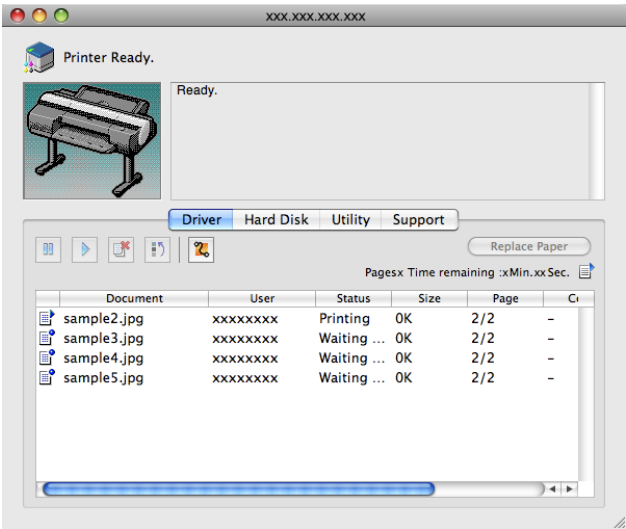 xxx.xxx.xxx.xxx
Printer Ready.
Ready.
Driver Hard Disk Utility Support
Replace Paper
Pagesx Time remaining :xMin.xxSec.
Document User Status Size Page
sample2.jpg xxxxxxxx Printing 0K 2/2 –
sample3.jpg xxxxxxxx Waiting ... 0K 2/2 –
sample4.jpg xxxxxxxx Waiting ... 0K 2/2 –
sample5.jpg xxxxxxxx Waiting ... 0K 2/2 –